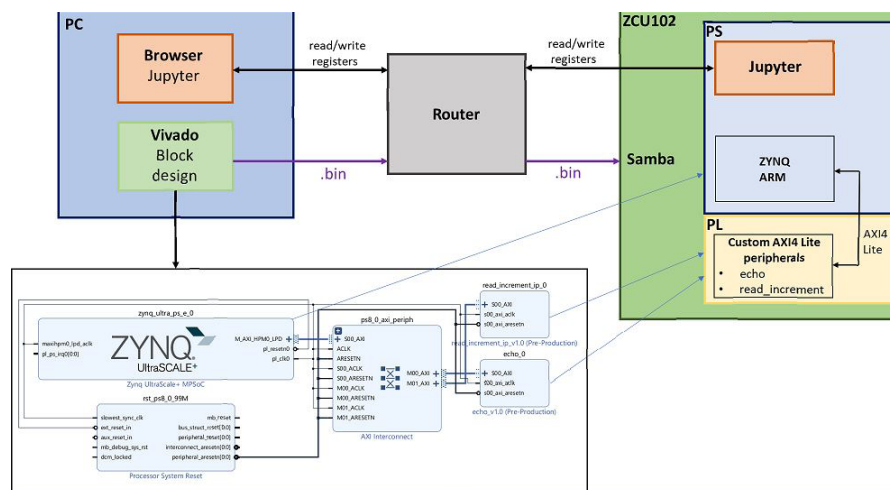 PC
Browser
Jupyter
Vivado
Block
design
read/write
registers
.bin
Router
read/write
registers
.bin
ZCU102
Samba
PS
Jupyter
ZYNQ
ARM
AXI4
Lite
PL
Custom AXI4 Lite
peripherals
• echo
• read_increment
zynq_ultra_ps_e_0
maxihpm0_lpd_aclk
pl_ps_irq0[0:0]
ZYNQ
UltraSCALE+
M_AXI_HPM0_LPD
pl_resetn0
pl_clk0
Zynq UltraScale+ MPSoC
rst_ps8_0_99M
slowest_sync_clk
ext_reset_in
aux_reset_in
mb_debug_sys_rst
dcm_locked
mb_reset
bus_struct_reset[0:0]
peripheral_reset[0:0]
interconnect_aresetn[0:0]
peripheral_aresetn[0:0]
Processor System Reset
ps8_0_axi_periph
S00_AXI
ACLK
ARESETN
S00_ACLK
S00_ARESETN
M00_ACLK
M00_ARESETN
M01_ACLK
M01_ARESETN
M00_AXI
M01_AXI
AXI Interconnect
read_increment_ip_0
S00_AXI
s00_axi_aclk
s00_axi_aresetn
read_increment_ip_v1.0 (Pre-Production)
echo_0
S00_AXI
s00_axi_aclk
s00_axi_aresetn
echo_v1.0 (Pre-Production)